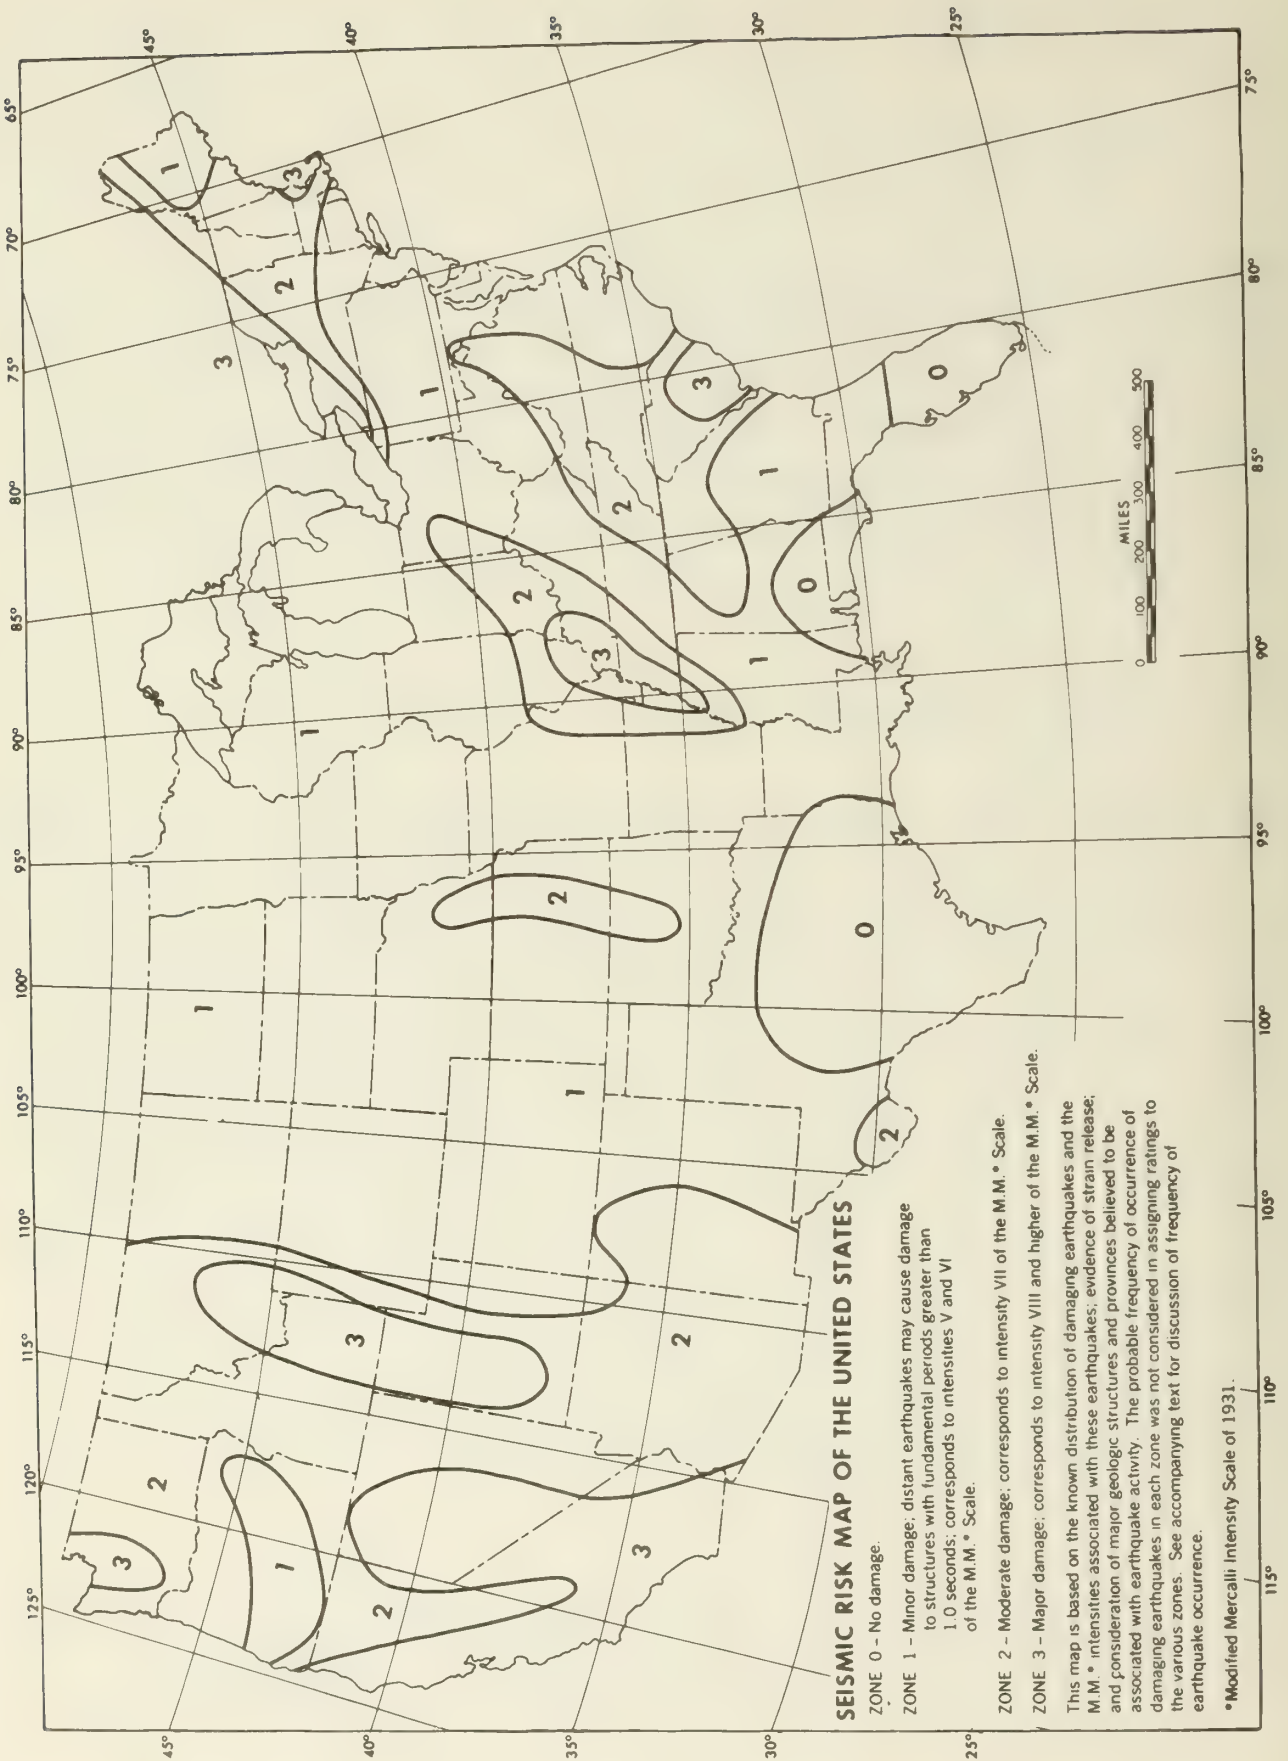 SEISMIC RISK MAP OF THE UNITED STATES
ZONE 0 – No damage.
ZONE 1 – Minor damage; distant earthquakes may cause damage
to structures with fundamental periods greater than
1.0 seconds; corresponds to intensities V and VI
of the M.M.* Scale.
ZONE 2 – Moderate damage; corresponds to intensity VII of the M.M.* Scale.
ZONE 3 – Major damage; corresponds to intensity VIII and higher of the M.M.* Scale.
This map is based on the known distribution of damaging earthquakes and the
M.M.* intensities associated with these earthquakes; evidence of strain release;
and consideration of major geologic structures and provinces believed to be
associated with earthquake activity. The probable frequency of occurrence of
damaging earthquakes in each zone was not considered in assigning ratings to
the various zones. See accompanying text for discussion of frequency of
earthquake occurrence.
*Modified Mercalli Intensity Scale of 1931.
125° 120° 115° 110° 105° 100° 95° 90° 85° 80° 75° 70° 65°
45°
40°
35°
30°
25°
45°
40°
35°
30°
25°
115° 110° 105° 100° 95° 90° 85° 80° 75°
3
2
1
2
3
3
2
1
1
2
2
0
1
2
3
2
1
0
1
2
3
0
1
3
2
1
3
MILES
0 100 200 300 400 500